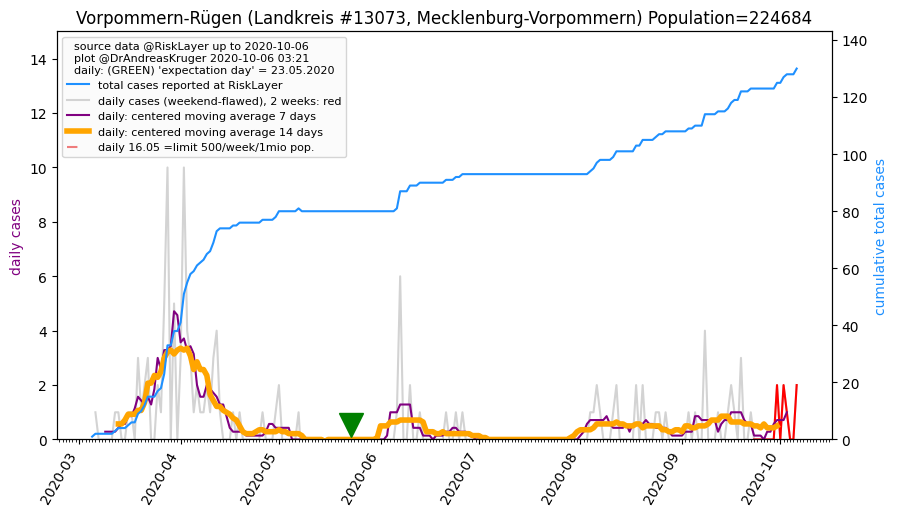 Vorpommern-Rügen (Landkreis #13073, Mecklenburg-Vorpommern) Population=224684
source data @RiskLayer up to 2020-10-06
plot @DrAndreasKruger 2020-10-06 03:21
daily: (GREEN) 'expectation day' = 23.05.2020
total cases reported at RiskLayer
daily cases (weekend-flawed), 2 weeks: red
daily: centered moving average 7 days
daily: centered moving average 14 days
daily 16.05 =limit 500/week/1mio pop.
daily cases
14
12
10
8
6
4
2
0
cumulative total cases
140
120
100
80
60
40
20
0
2020-03
2020-04
2020-05
2020-06
2020-07
2020-08
2020-09
2020-10